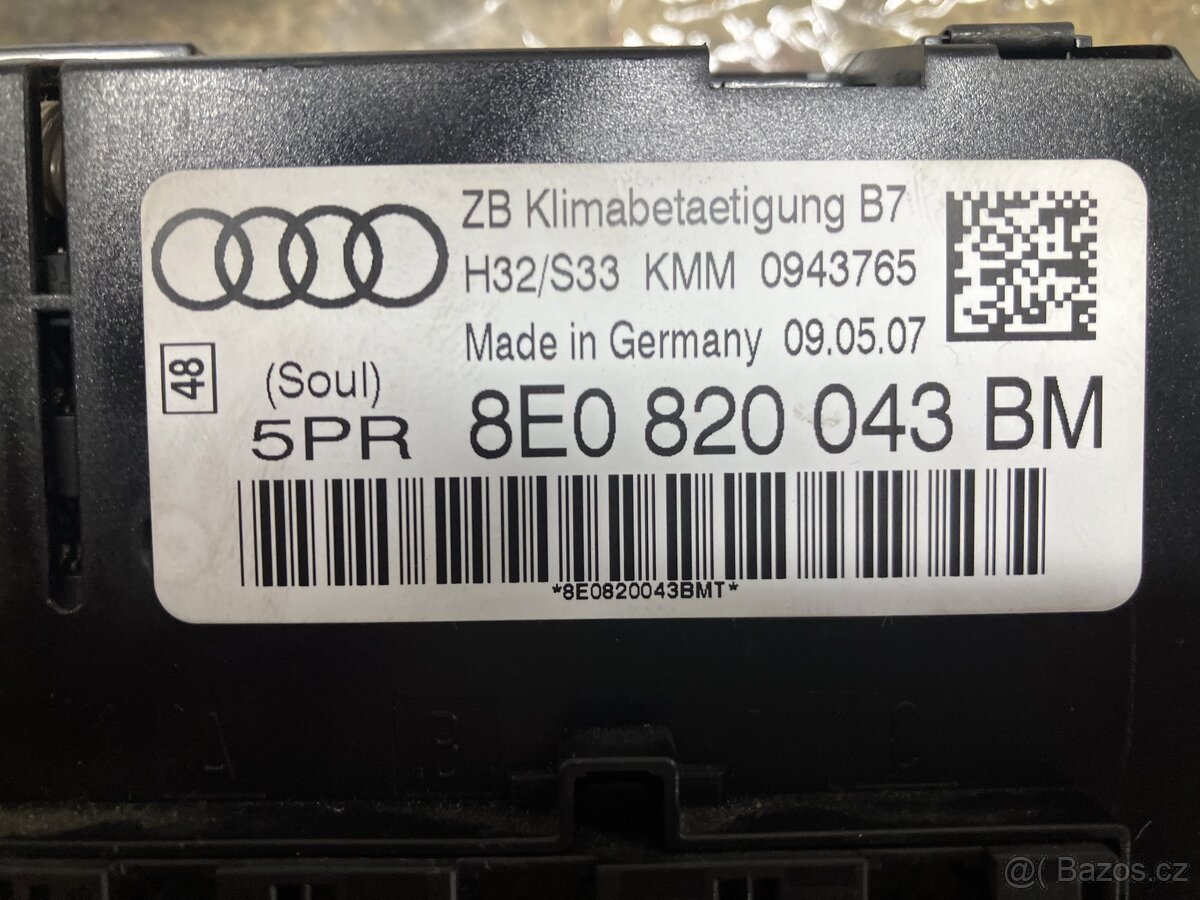 ZB Klimabetaetigung B7
H32/S33 KMM 0943765
Made in Germany 09.05.07
48
(Soul)
5PR
8E0 820 043 BM
*8E0820043BMT*
A
B
C
@( Bazos.cz